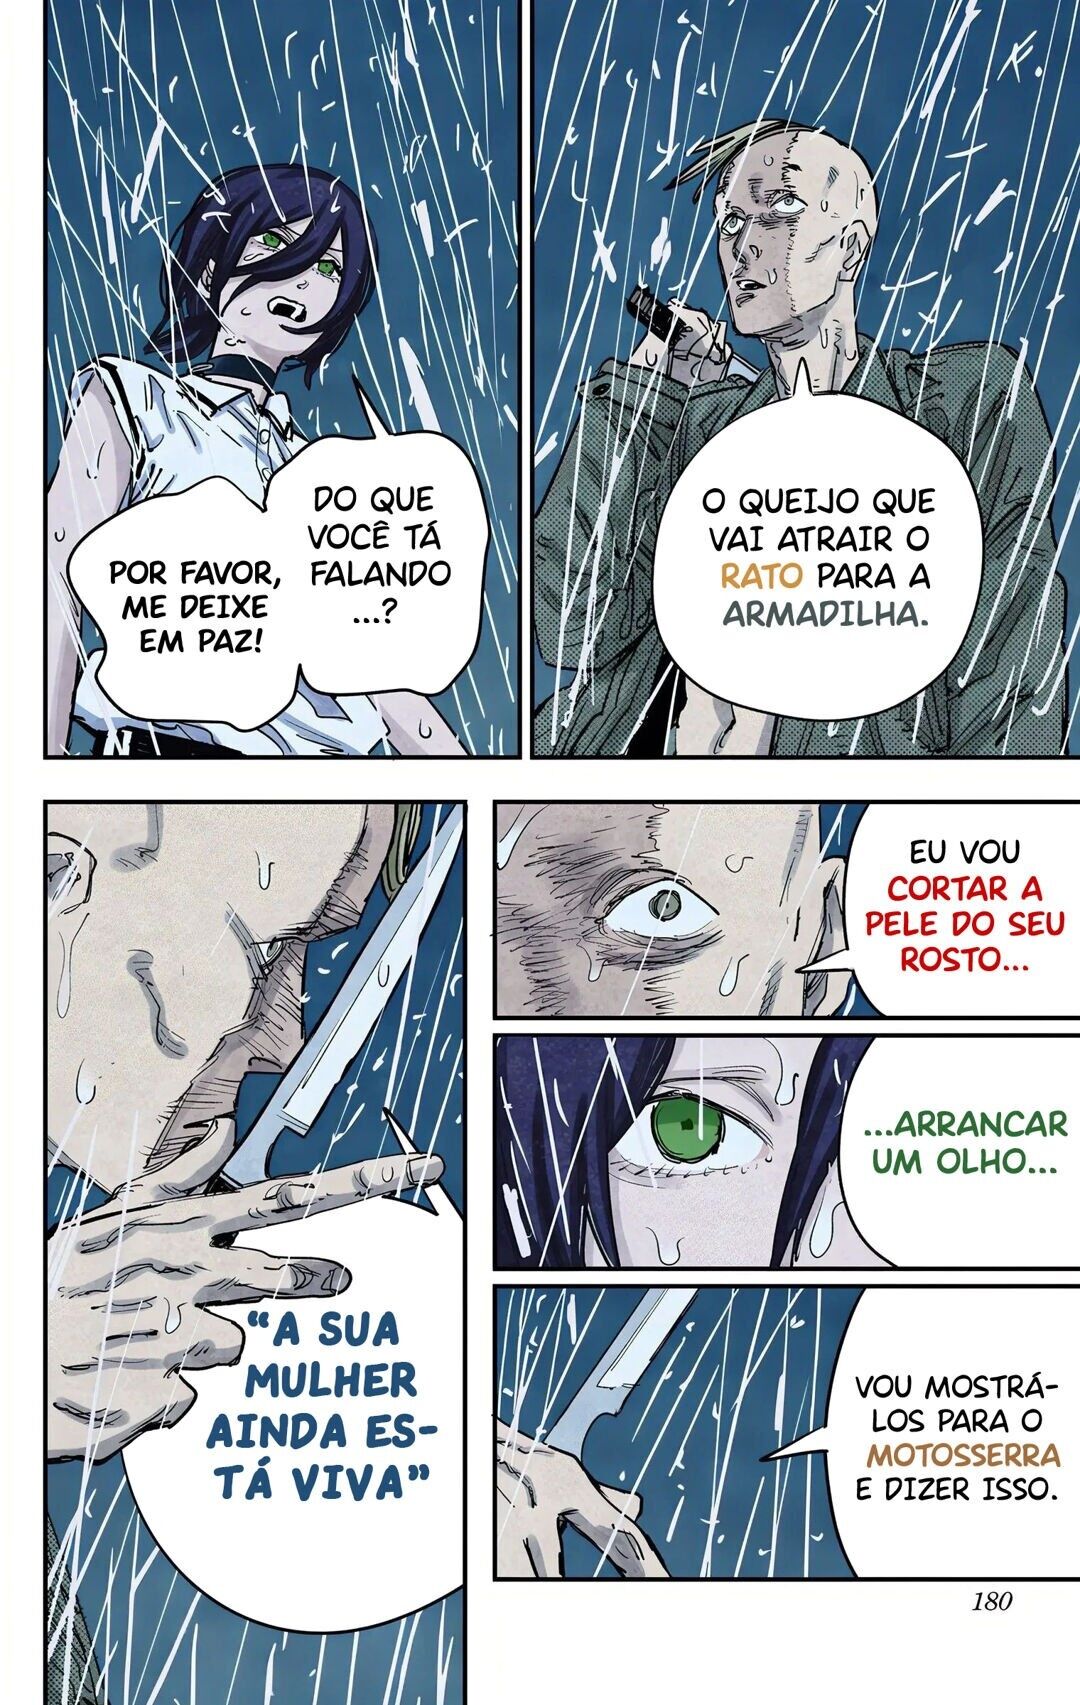 O QUEIJO QUE
VAI ATRAIR O
RATO PARA A
ARMADILHA.
DO QUE
VOCÊ TÁ
FALANDO
...?
POR FAVOR,
ME DEIXE
EM PAZ!
EU VOU
CORTAR A
PELE DO SEU
ROSTO...
...ARRANCAR
UM OLHO...
VOU MOSTRÁ-
LOS PARA O
MOTOSSERRA
E DIZER ISSO.
“A SUA
MULHER
AINDA ES-
TÁ VIVA”
180